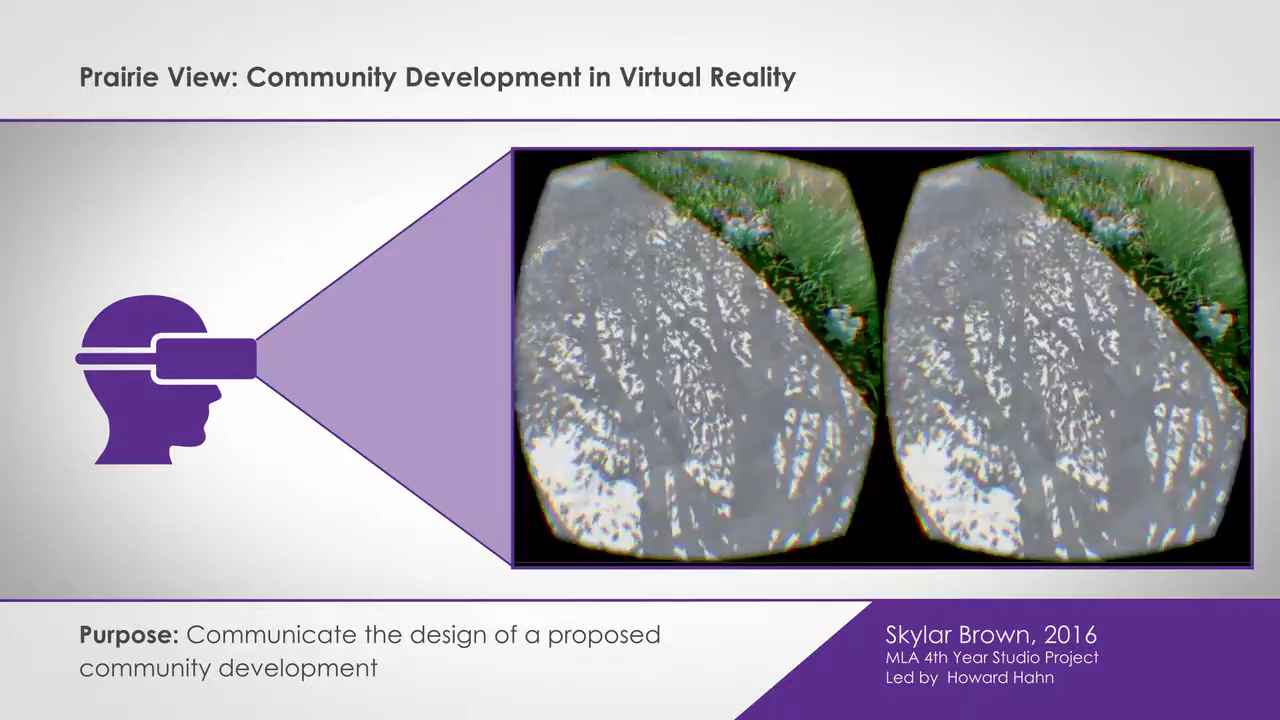 Prairie View: Community Development in Virtual Reality
Purpose: Communicate the design of a proposed
community development
Skylar Brown, 2016
MLA 4th Year Studio Project
Led by  Howard Hahn